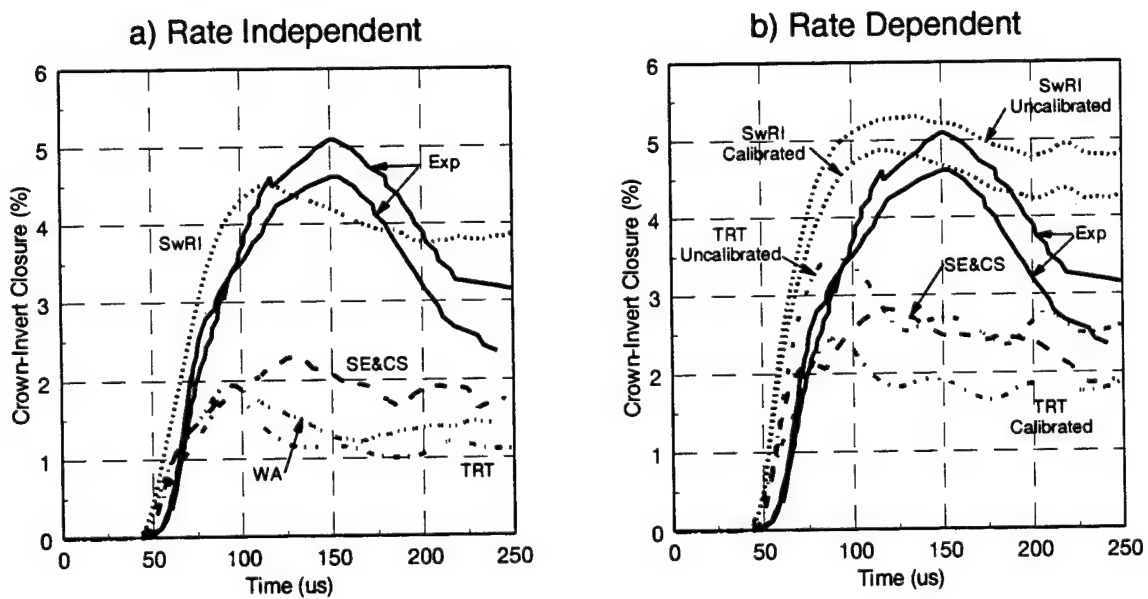 a) Rate Independent
6
5
4
3
2
1
0
Crown-Invert Closure (%)
Exp
SwRI
SE&CS
WA
TRT
0
50
100
150
200
250
Time (us)
b) Rate Dependent
6
5
4
3
2
1
0
Crown-Invert Closure (%)
SwRI
Uncalibrated
SwRI
Calibrated
TRT
Uncalibrated
SE&CS
Exp
TRT
Calibrated
0
50
100
150
200
250
Time (us)